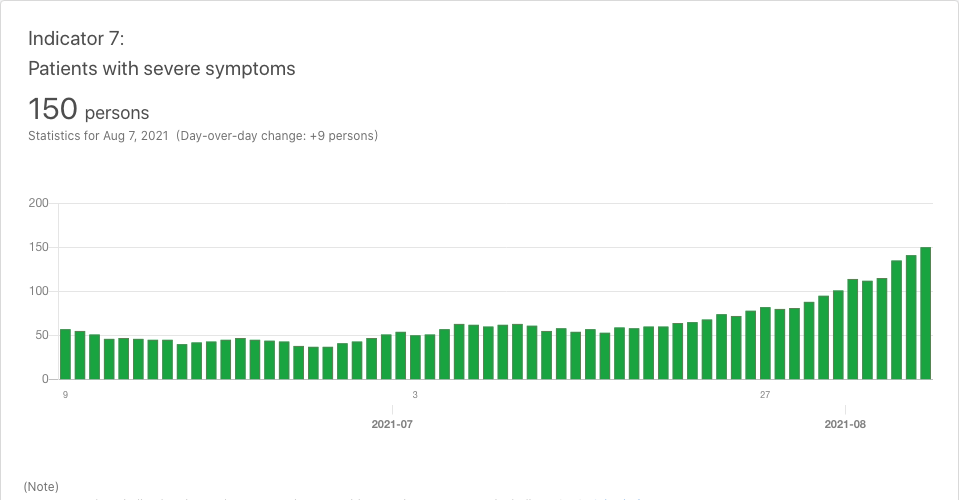 Indicator 7:
Patients with severe symptoms
150 persons
Statistics for Aug 7, 2021 (Day-over-day change: +9 persons)
200
150
100
50
0
9 3 27
2021-07 2021-08
(Note)